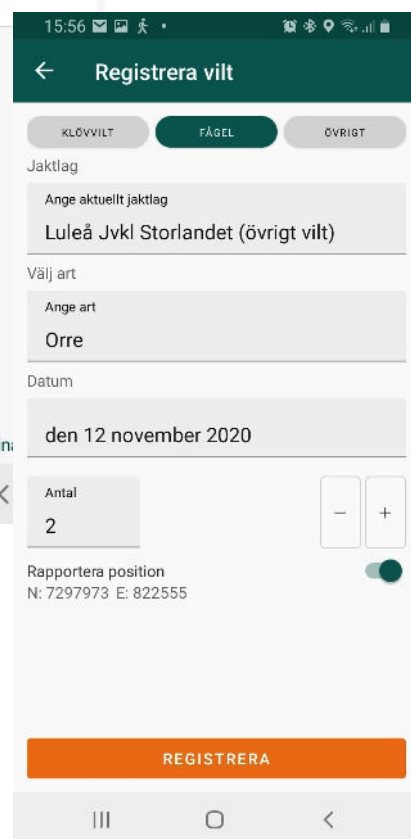 15:56
Registrera vilt
KLÖVVILT FÅGEL ÖVRIGT
Jaktlag
Ange aktuellt jaktlag
Luleå Jvkl Storlandet (övrigt vilt)
Välj art
Ange art
Orre
Datum
den 12 november 2020
Antal
2 − +
Rapportera position
N: 7297973 E: 822555
REGISTRERA